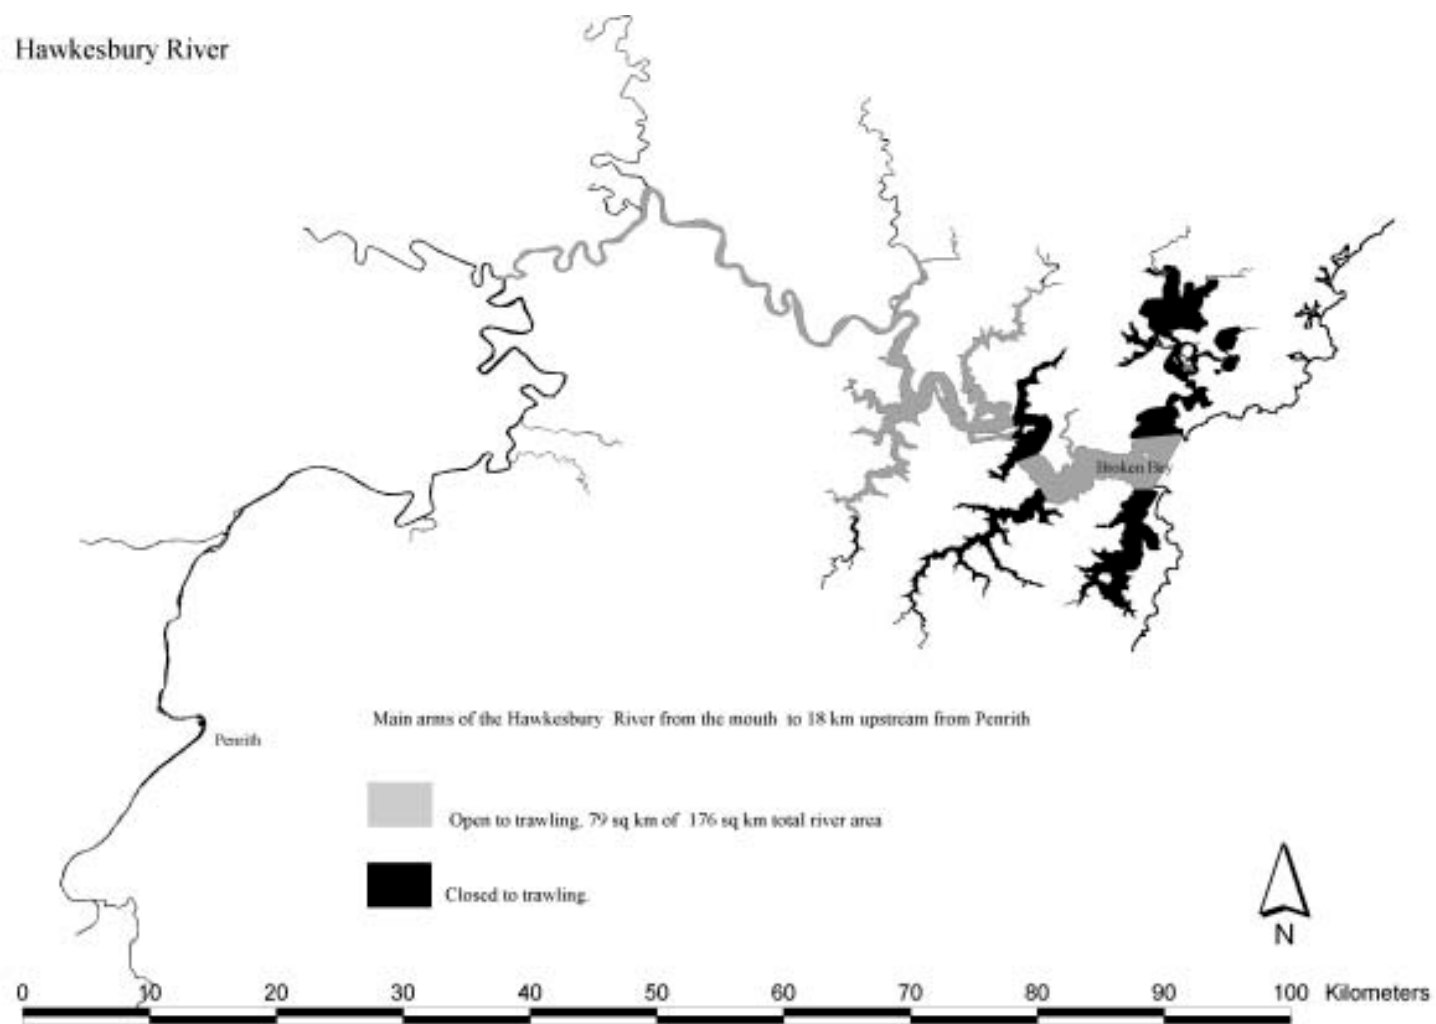 Hawkesbury River
Broken Bay
Penrith
Main arms of the Hawkesbury River from the mouth to 18 km upstream from Penrith
Open to trawling, 79 sq km of 176 sq km total river area
Closed to trawling.
N
0 10 20 30 40 50 60 70 80 90 100 Kilometers